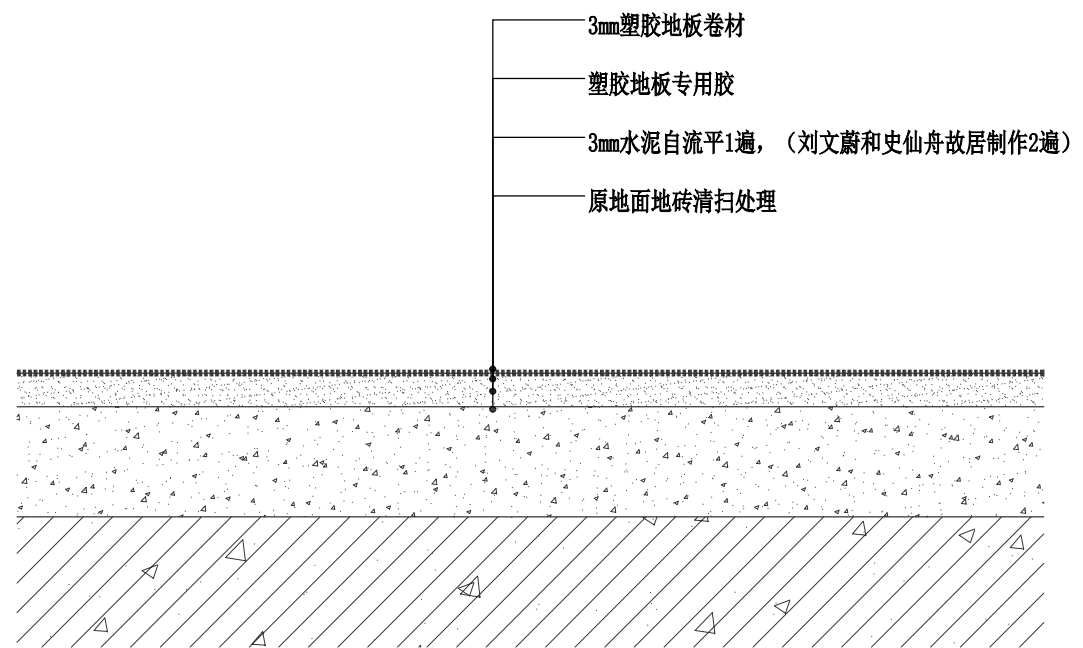 3mm塑胶地板卷材
塑胶地板专用胶
3mm水泥自流平1遍，（刘文蔚和史仙舟故居制作2遍）
原地面地砖清扫处理